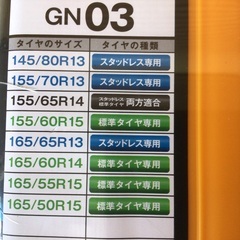 GN 03
タイヤのサイズ タイヤの種類
145/80R13 スタッドレス専用
155/70R13 スタッドレス専用
155/65R14 スタッドレス 標準タイヤ 両方適合
155/60R15 標準タイヤ専用
165/65R13 スタッドレス専用
165/60R14 標準タイヤ専用
165/55R15 標準タイヤ専用
165/50R15 標準タイヤ専用